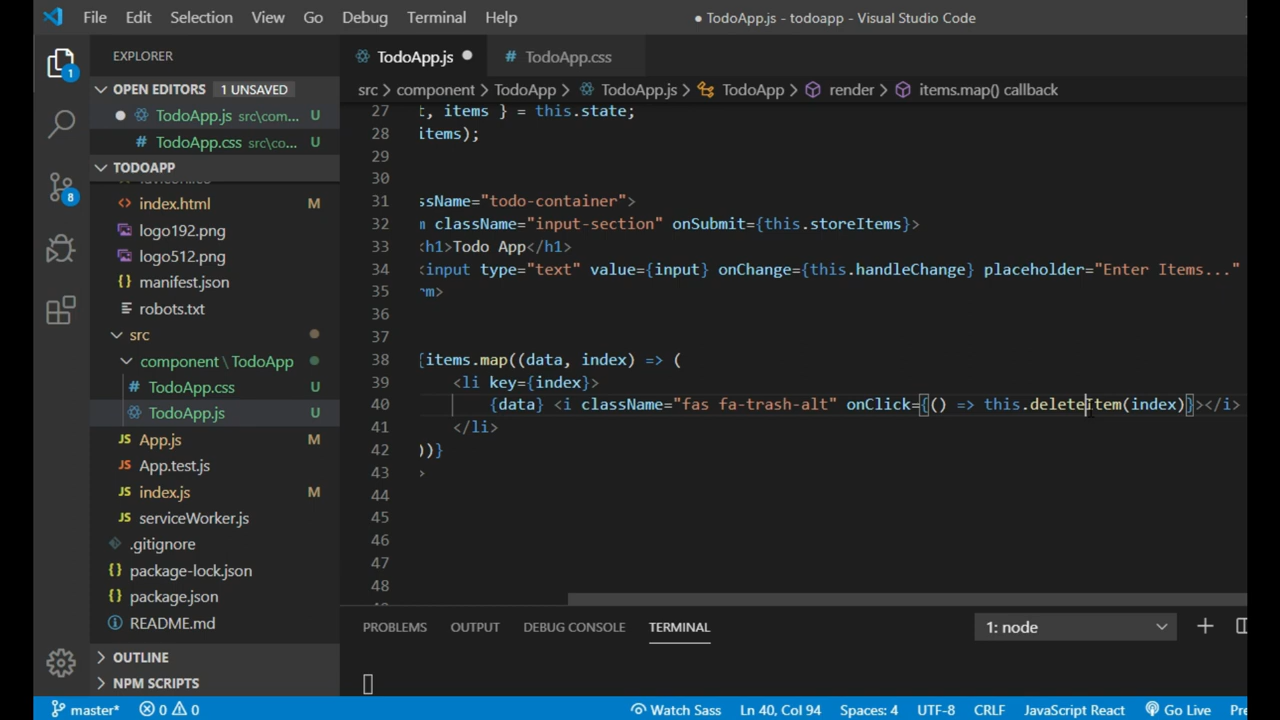 File Edit Selection View Go Debug Terminal Help ● TodoApp.js - todoapp - Visual Studio Code
EXPLORER
TodoApp.js ●
# TodoApp.css
OPEN EDITORS 1 UNSAVED
● TodoApp.js src\com... U
# TodoApp.css src\co... U
TODOAPP
index.html M
logo192.png
logo512.png
manifest.json
robots.txt
src
component \ TodoApp
# TodoApp.css U
TodoApp.js U
JS App.js M
JS App.test.js
JS index.js M
JS serviceWorker.js
.gitignore
{} package-lock.json
{} package.json
README.md
OUTLINE
NPM SCRIPTS
1
8
src > component > TodoApp > TodoApp.js > TodoApp > render > items.map() callback
27 t, items } = this.state;
28 items);
29
30
31 ssName="todo-container">
32 m className="input-section" onSubmit={this.storeItems}>
33 <h1>Todo App</h1>
34 <input type="text" value={input} onChange={this.handleChange} placeholder="Enter Items..."
35 rm>
36
37
38 {items.map((data, index) => (
39 <li key={index}>
40 {data} <i className="fas fa-trash-alt" onClick={() => this.deleteItem(index)}></i>
41 </li>
42 ))}
43 >
44
45
46
47
48
PROBLEMS OUTPUT DEBUG CONSOLE TERMINAL 1: node
master* 0 0 Watch Sass Ln 40, Col 94 Spaces: 4 UTF-8 CRLF JavaScript React Go Live Pre